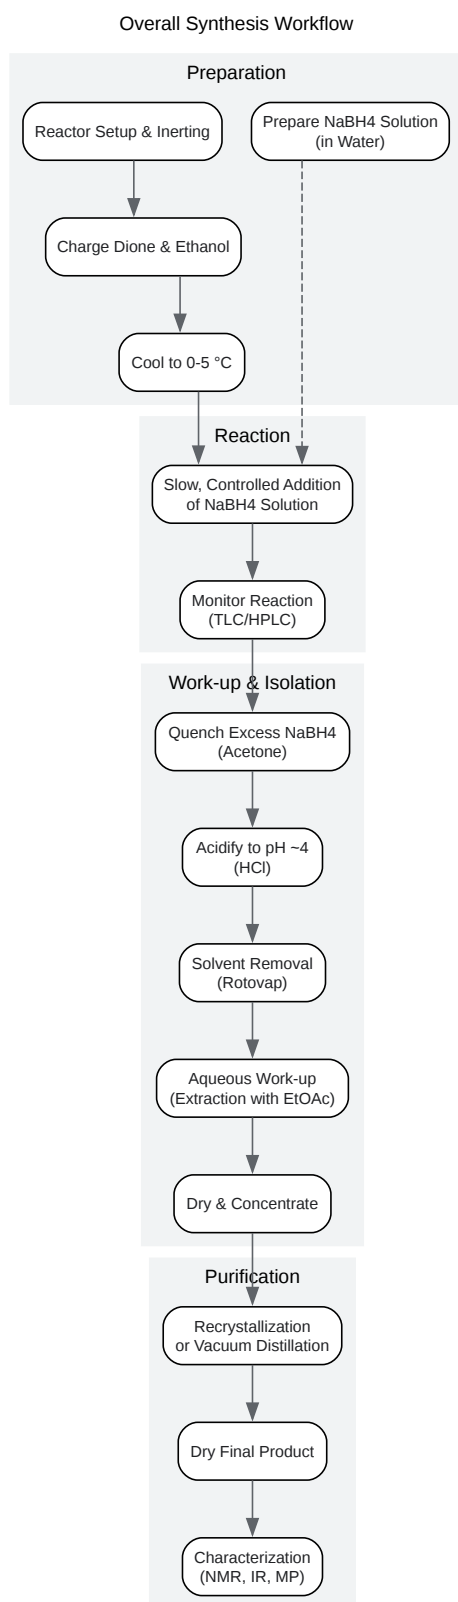 Overall Synthesis Workflow
Preparation
Reactor Setup & Inerting
Prepare NaBH4 Solution
(in Water)
Charge Dione & Ethanol
Cool to 0-5 °C
Reaction
Slow, Controlled Addition
of NaBH4 Solution
Monitor Reaction
(TLC/HPLC)
Work-up & Isolation
Quench Excess NaBH4
(Acetone)
Acidify to pH ~4
(HCl)
Solvent Removal
(Rotovap)
Aqueous Work-up
(Extraction with EtOAc)
Dry & Concentrate
Purification
Recrystallization
or Vacuum Distillation
Dry Final Product
Characterization
(NMR, IR, MP)